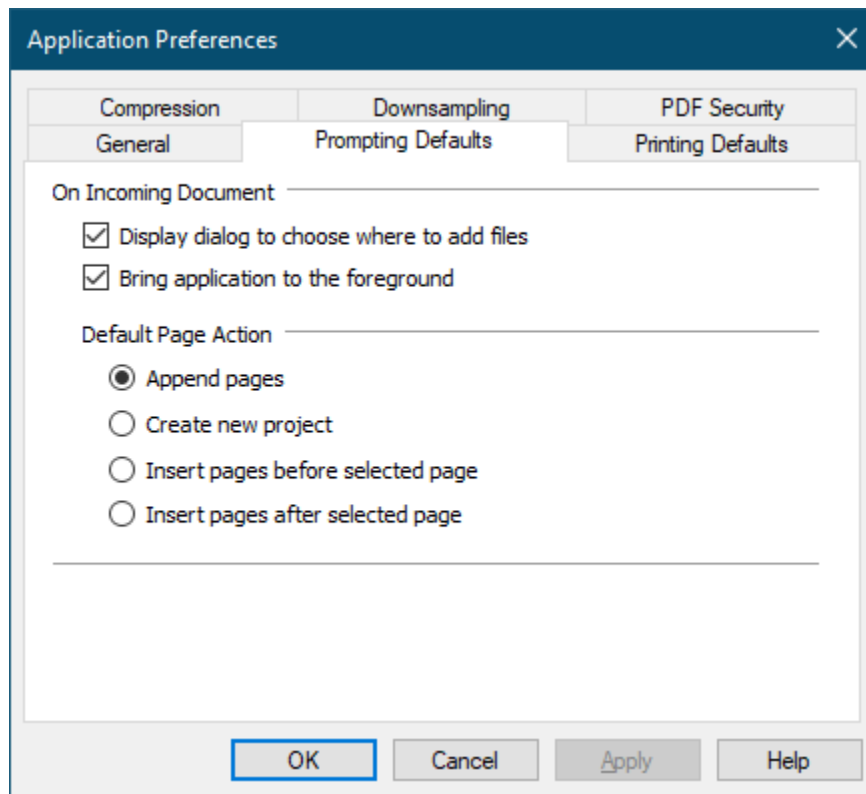 Application Preferences
Compression Downsampling PDF Security
General Prompting Defaults Printing Defaults
On Incoming Document
Display dialog to choose where to add files
Bring application to the foreground
Default Page Action
Append pages
Create new project
Insert pages before selected page
Insert pages after selected page
OK Cancel Apply Help